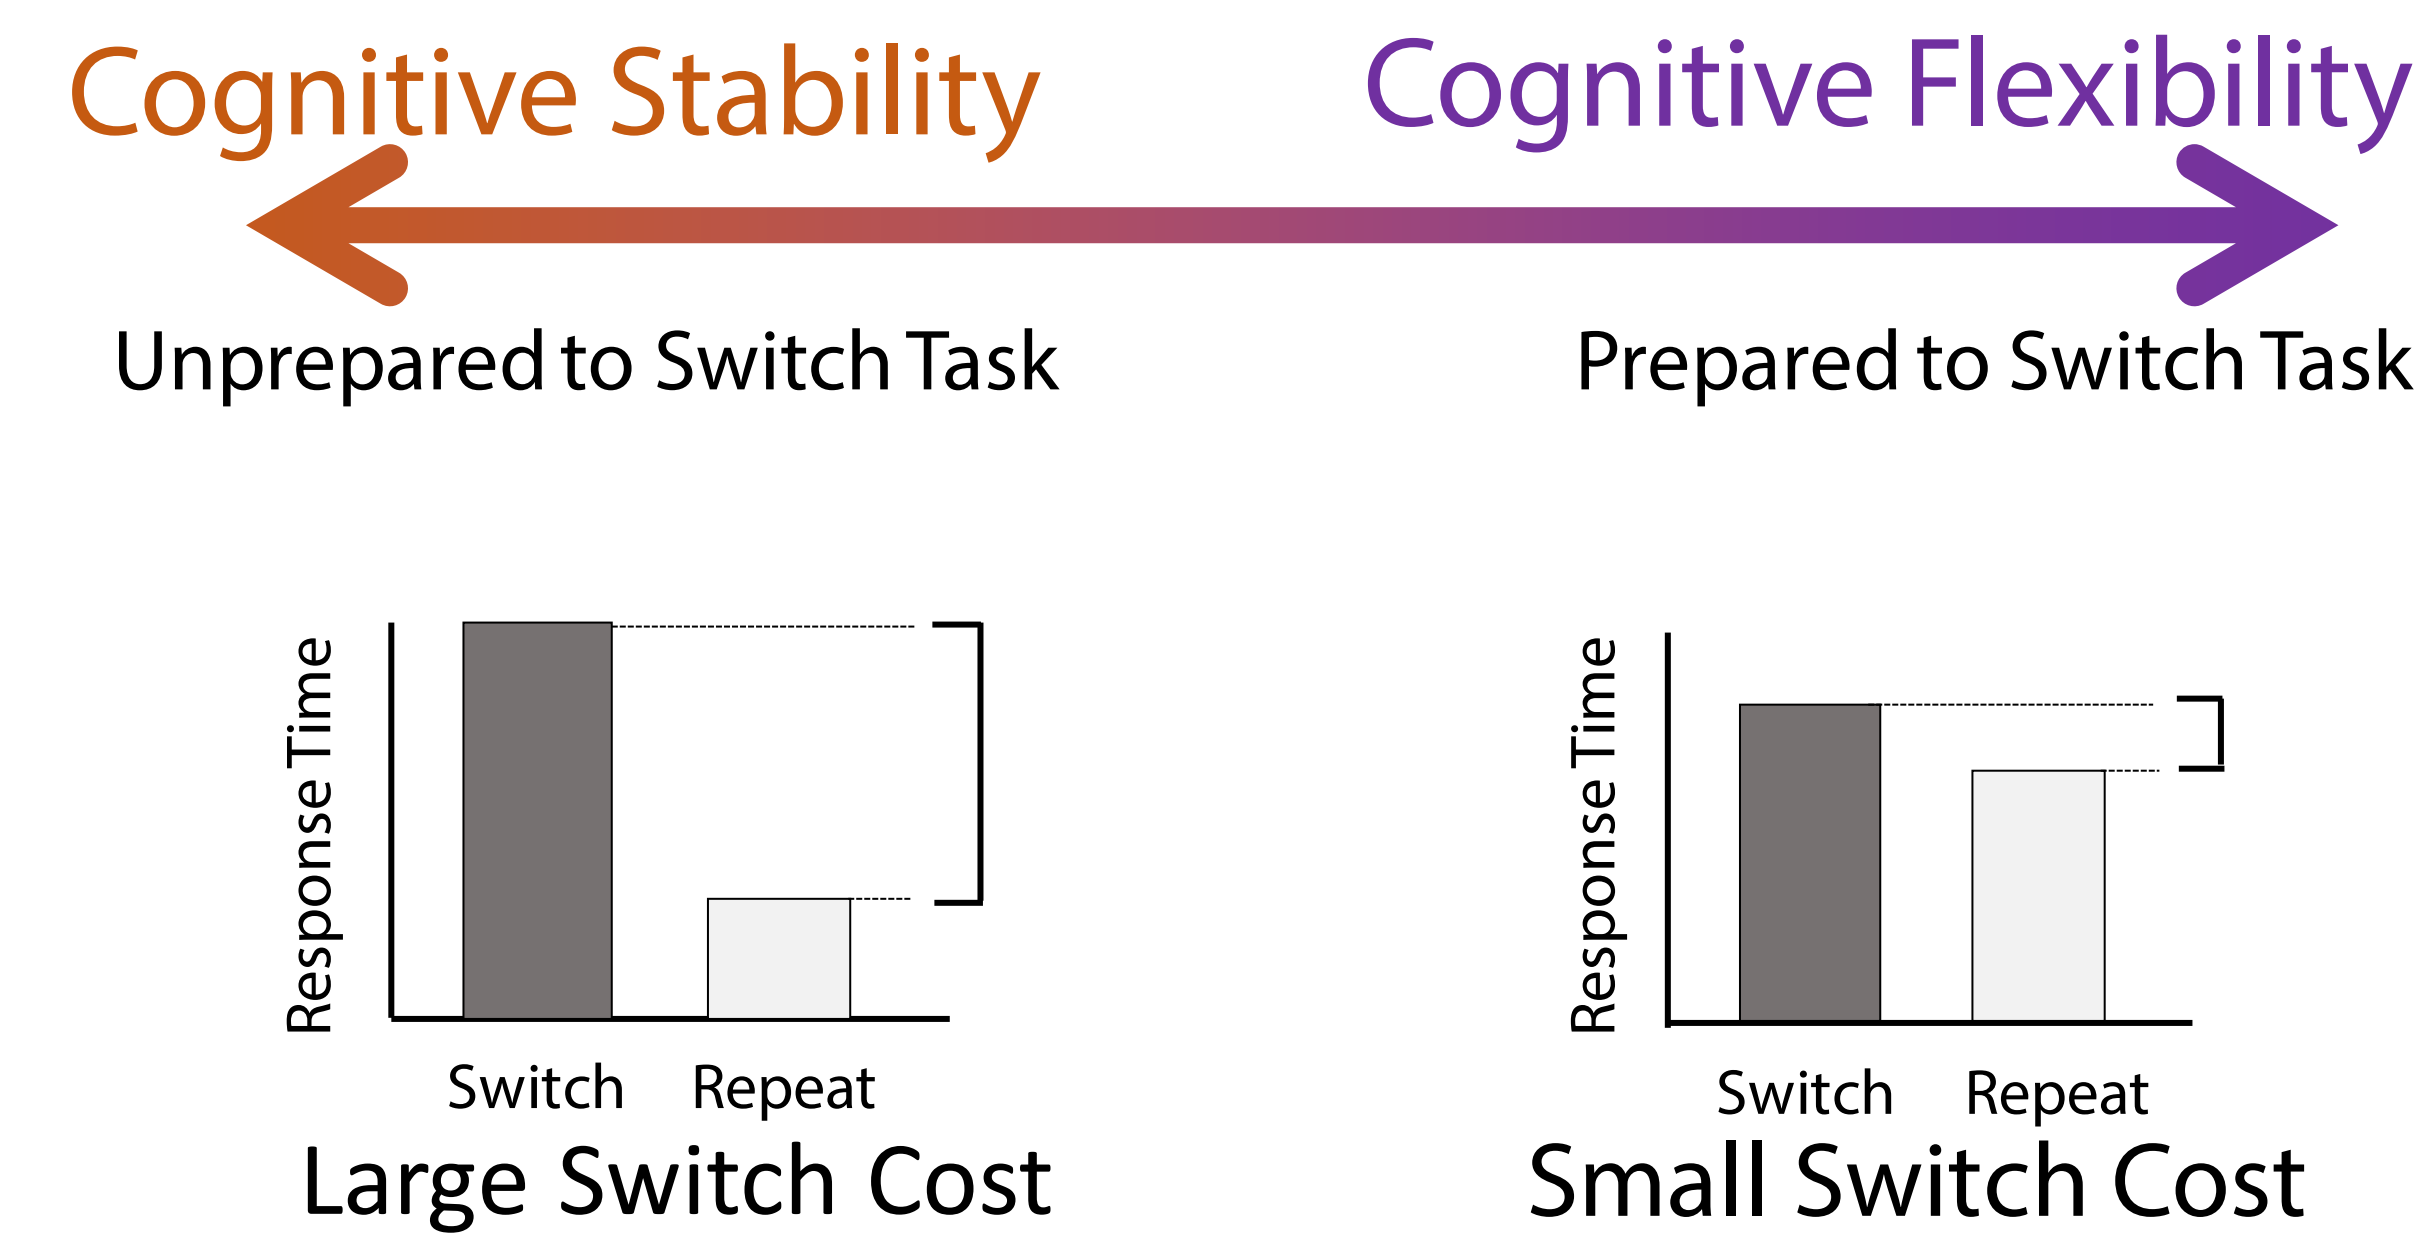 Cognitive Stability
Cognitive Flexibility
Unprepared to Switch Task
Prepared to Switch Task
Response Time
Switch
Repeat
Large Switch Cost
Response Time
Switch
Repeat
Small Switch Cost